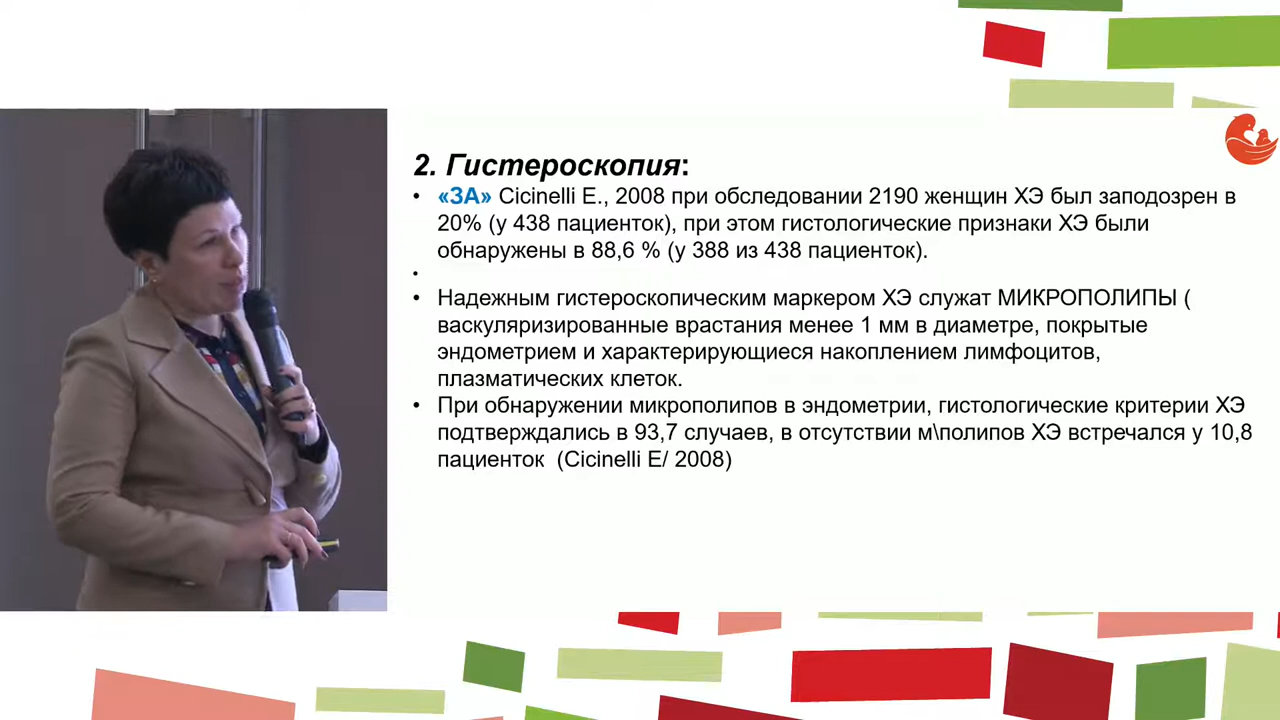 2. Гистероскопия:
• «ЗА» Cicinelli E., 2008 при обследовании 2190 женщин ХЭ был заподозрен в
20% (у 438 пациенток), при этом гистологические признаки ХЭ были
обнаружены в 88,6 % (у 388 из 438 пациенток).
•
• Надежным гистероскопическим маркером ХЭ служат МИКРОПОЛИПЫ (
васкуляризированные врастания менее 1 мм в диаметре, покрытые
эндометрием и характерирующиеся накоплением лимфоцитов,
плазматических клеток.
• При обнаружении микрополипов в эндометрии, гистологические критерии ХЭ
подтверждались в 93,7 случаев, в отсутствии м\полипов ХЭ встречался у 10,8
пациенток (Cicinelli E/ 2008)